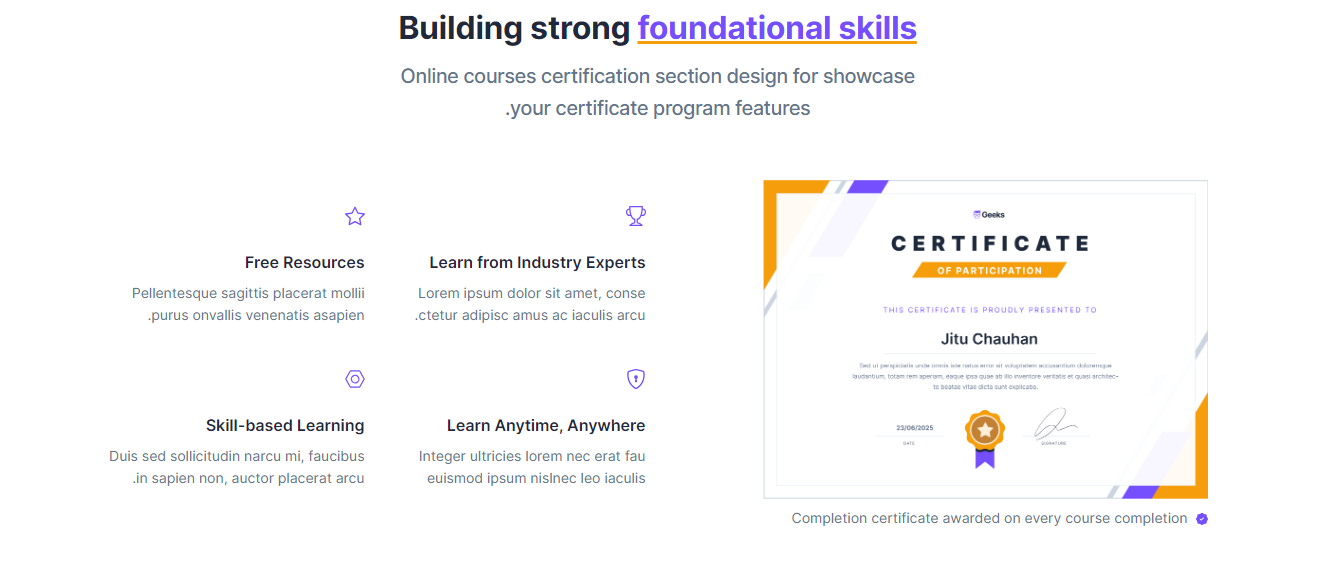 Building strong foundational skills
Online courses certification section design for showcase
.your certificate program features
Free Resources
Pellentesque sagittis placerat mollii
.purus onvallis venenatis asapien
Learn from Industry Experts
Lorem ipsum dolor sit amet, conse
.ctetur adipisc amus ac iaculis arcu
Skill-based Learning
Duis sed sollicitudin narcu mi, faucibus
.in sapien non, auctor placerat arcu
Learn Anytime, Anywhere
Integer ultricies lorem nec erat fau
euismod ipsum nislnec leo iaculis
Geeks
CERTIFICATE
OF PARTICIPATION
THIS CERTIFICATE IS PROUDLY PRESENTED TO
Jitu Chauhan
Sed ut perspiciatis unde omnis iste natus error sit voluptatem accusantium doloremque
laudantium, totam rem aperiam, eaque ipsa quae ab illo inventore veritatis et quasi architec-
to beatae vitae dicta sunt explicabo.
23/06/2025
DATE
SIGNATURE
Completion certificate awarded on every course completion